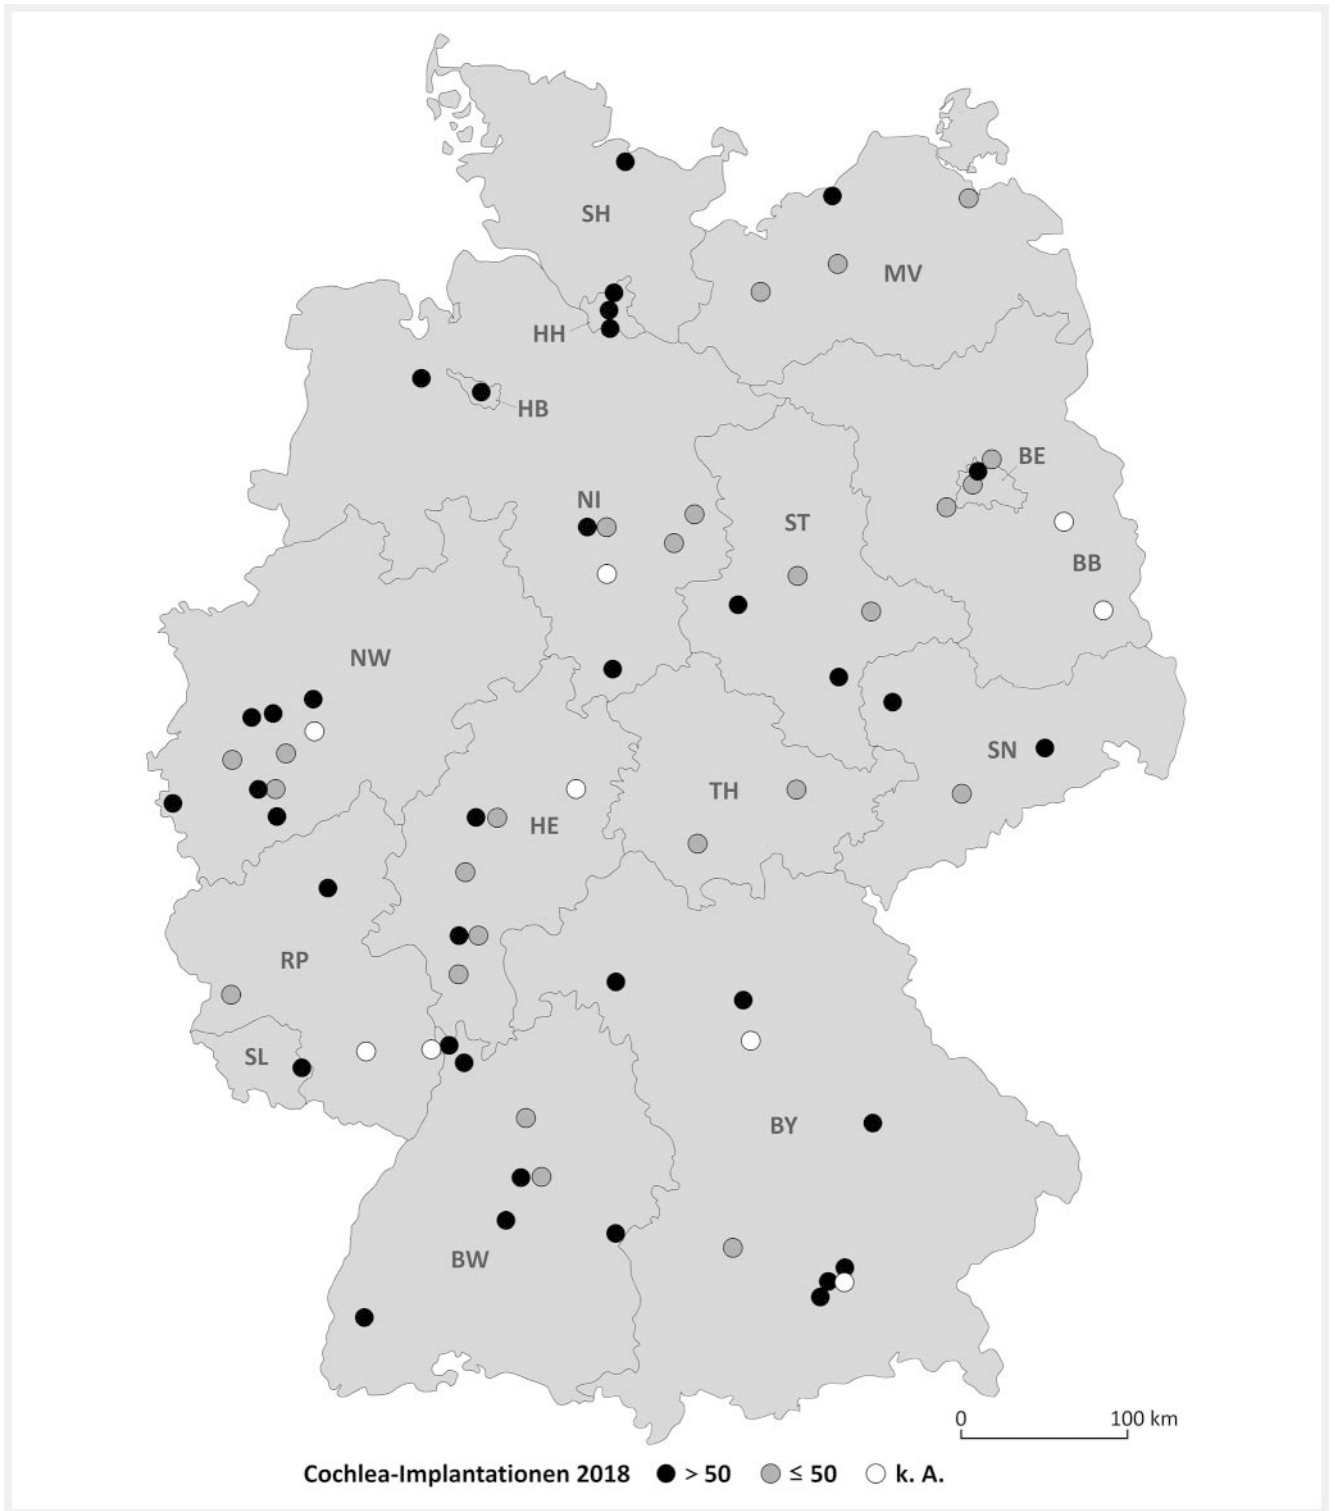 SH
MV
HH
HB
BE
NI
ST
BB
NW
SN
TH
HE
RP
SL
BY
BW
0 100 km
Cochlea-Implantationen 2018 > 50 ≤ 50 k. A.